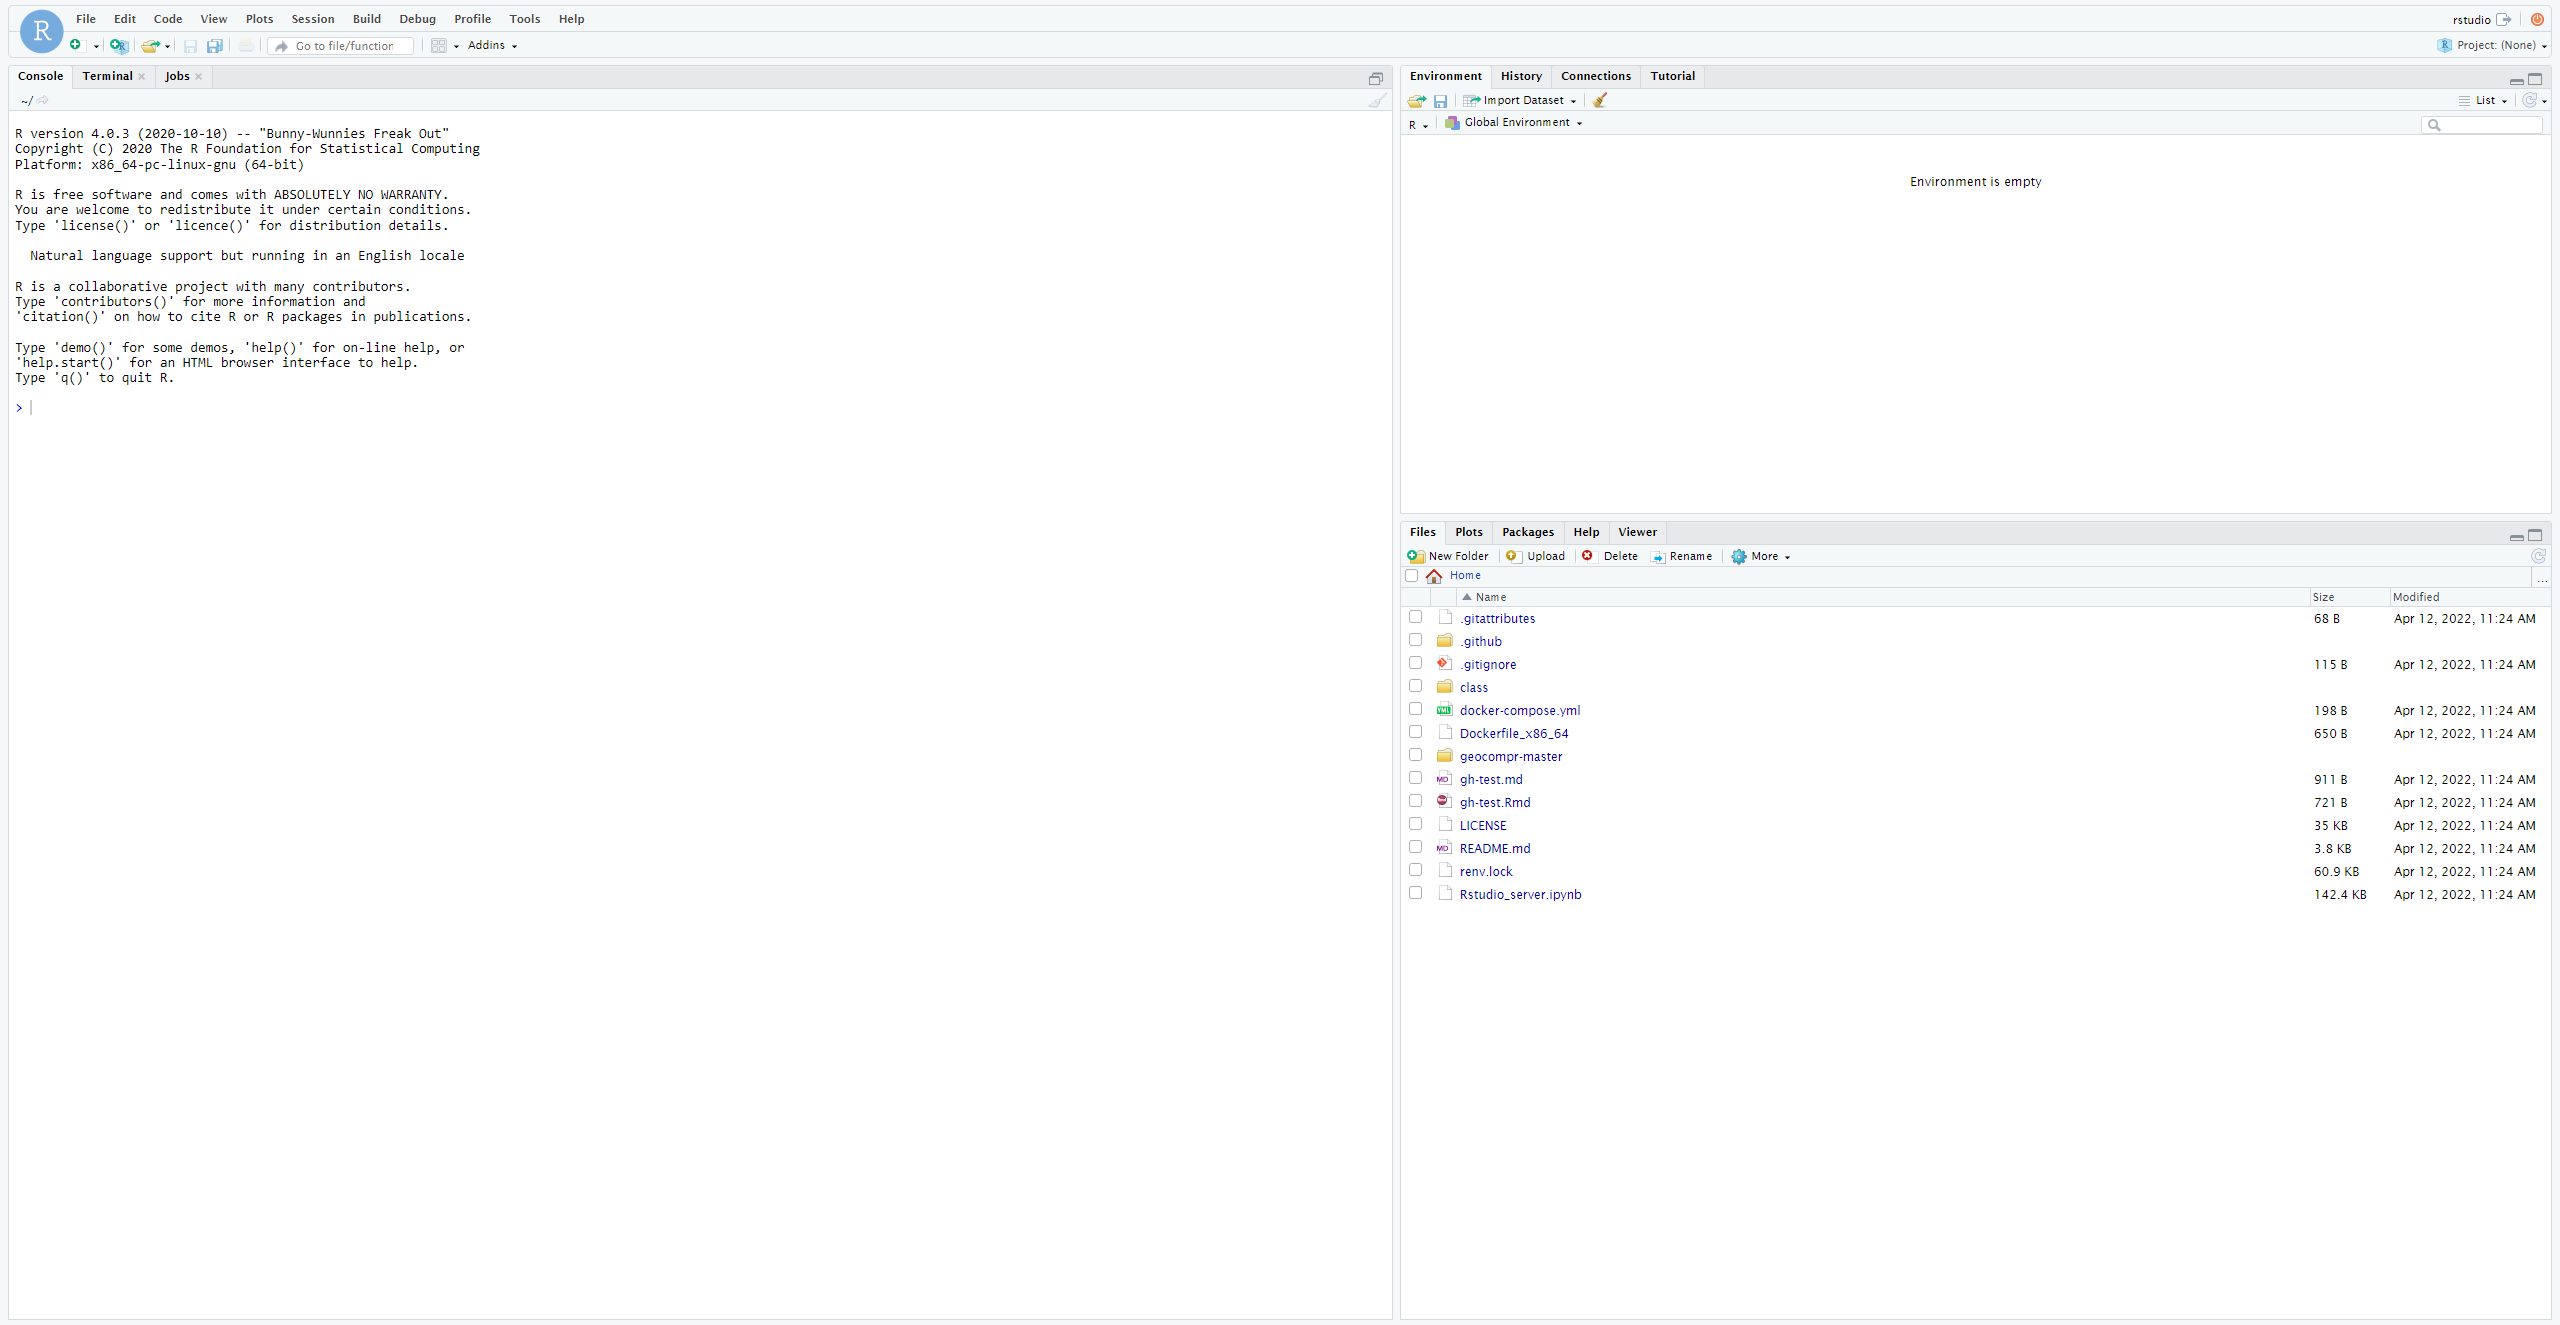 R
File Edit Code View Plots Session Build Debug Profile Tools Help
rstudio
R
Go to file/function
Addins
R
Project: (None)
Console Terminal Jobs
~/
R version 4.0.3 (2020-10-10) -- "Bunny-Wunnies Freak Out"
Copyright (C) 2020 The R Foundation for Statistical Computing
Platform: x86_64-pc-linux-gnu (64-bit)
R is free software and comes with ABSOLUTELY NO WARRANTY.
You are welcome to redistribute it under certain conditions.
Type 'license()' or 'licence()' for distribution details.
Natural language support but running in an English locale
R is a collaborative project with many contributors.
Type 'contributors()' for more information and
'citation()' on how to cite R or R packages in publications.
Type 'demo()' for some demos, 'help()' for on-line help, or
'help.start()' for an HTML browser interface to help.
Type 'q()' to quit R.
>
Environment History Connections Tutorial
Import Dataset
List
R
Global Environment
Environment is empty
Files Plots Packages Help Viewer
New Folder Upload Delete Rename More
Home
...
Name Size Modified
.gitattributes 68 B Apr 12, 2022, 11:24 AM
.github
.gitignore 115 B Apr 12, 2022, 11:24 AM
class
YML docker-compose.yml 198 B Apr 12, 2022, 11:24 AM
Dockerfile_x86_64 650 B Apr 12, 2022, 11:24 AM
geocompr-master
MD gh-test.md 911 B Apr 12, 2022, 11:24 AM
gh-test.Rmd 721 B Apr 12, 2022, 11:24 AM
LICENSE 35 KB Apr 12, 2022, 11:24 AM
MD README.md 3.8 KB Apr 12, 2022, 11:24 AM
renv.lock 60.9 KB Apr 12, 2022, 11:24 AM
Rstudio_server.ipynb 142.4 KB Apr 12, 2022, 11:24 AM